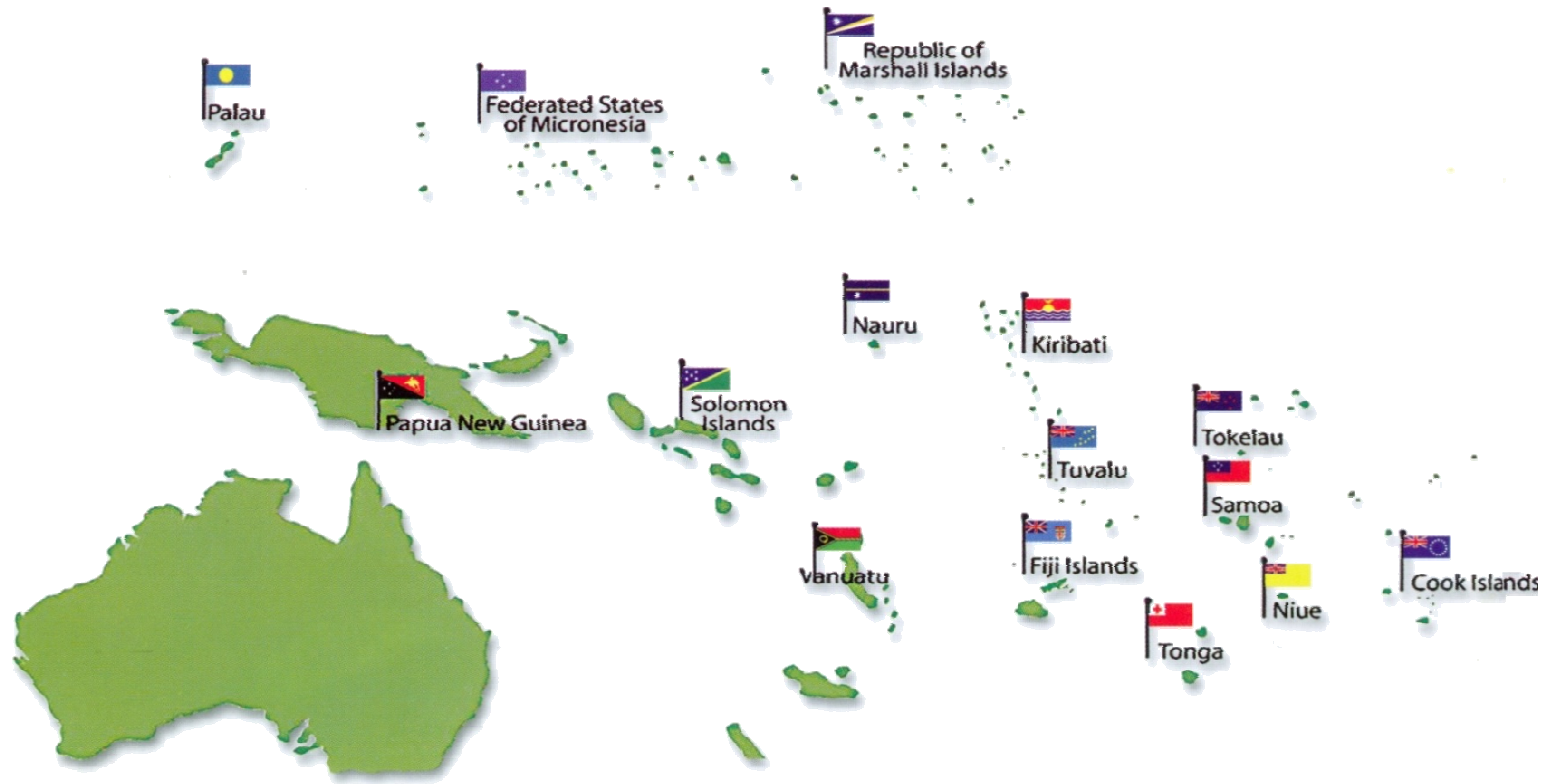 Republic of
Marshall Islands
Palau
Federated States
of Micronesia
Nauru
Kiribati
Solomon
Islands
Papua New Guinea
Tokelau
Tuvalu
Samoa
Vanuatu
Fiji Islands
Cook Islands
Niue
Tonga